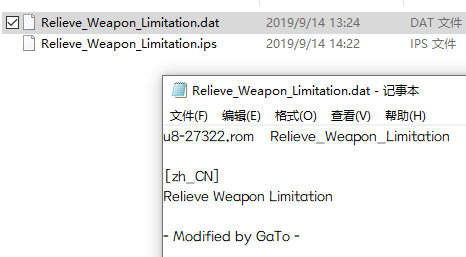 Relieve_Weapon_Limitation.dat 2019/9/14 13:24 DAT 文件
Relieve_Weapon_Limitation.ips 2019/9/14 14:22 IPS 文件
Relieve_Weapon_Limitation.dat - 记事本
文件(F) 编辑(E) 格式(O) 查看(V) 帮助(H)
u8-27322.rom Relieve_Weapon_Limitation
[zh_CN]
Relieve Weapon Limitation
- Modified by GaTo -